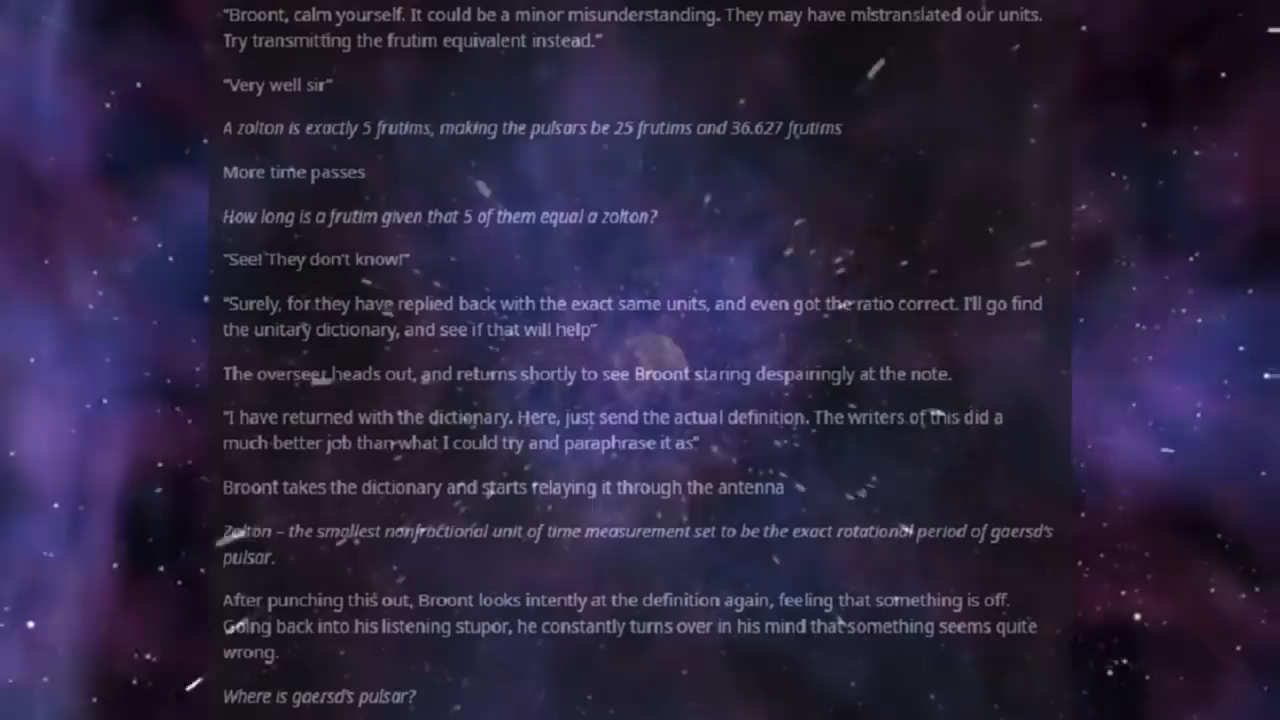 “Broont, calm yourself. It could be a minor misunderstanding. They may have mistranslated our units.
Try transmitting the frutim equivalent instead.”
“Very well sir”
A zolton is exactly 5 frutims, making the pulsars be 25 frutims and 36.627 frutims
More time passes
How long is a frutim given that 5 of them equal a zolton?
“See! They don't know!”
“Surely, for they have replied back with the exact same units, and even got the ratio correct. I'll go find
the unitary dictionary, and see if that will help”
The overseer heads out, and returns shortly to see Broont staring despairingly at the note.
“I have returned with the dictionary. Here, just send the actual definition. The writers of this did a
much better job than what I could try and paraphrase it as”
Broont takes the dictionary and starts relaying it through the antenna
Zolton – the smallest nonfractional unit of time measurement set to be the exact rotational period of gaersd's
pulsar.
After punching this out, Broont looks intently at the definition again, feeling that something is off.
Going back into his listening stupor, he constantly turns over in his mind that something seems quite
wrong.
Where is gaersd's pulsar?